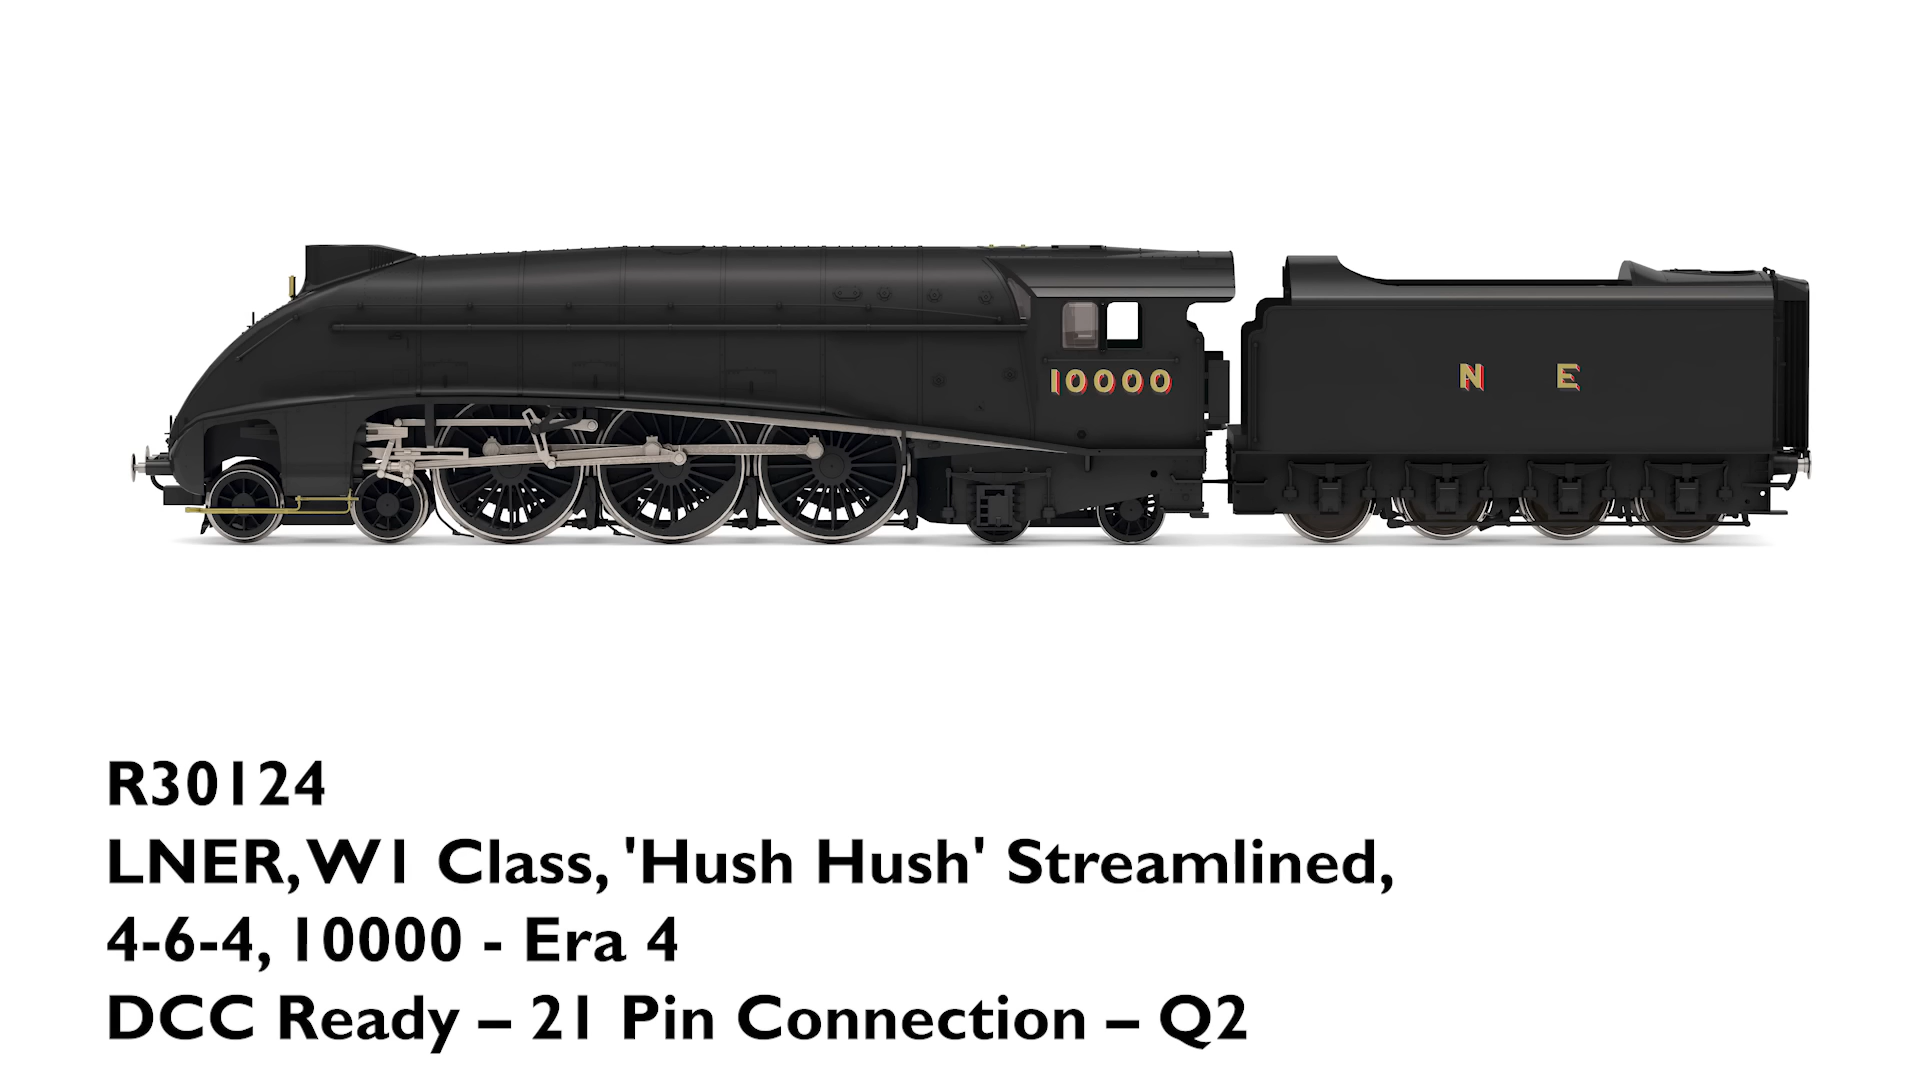 10000
N E
R30124
LNER, W1 Class, 'Hush Hush' Streamlined,
4-6-4, 10000 - Era 4
DCC Ready – 21 Pin Connection – Q2